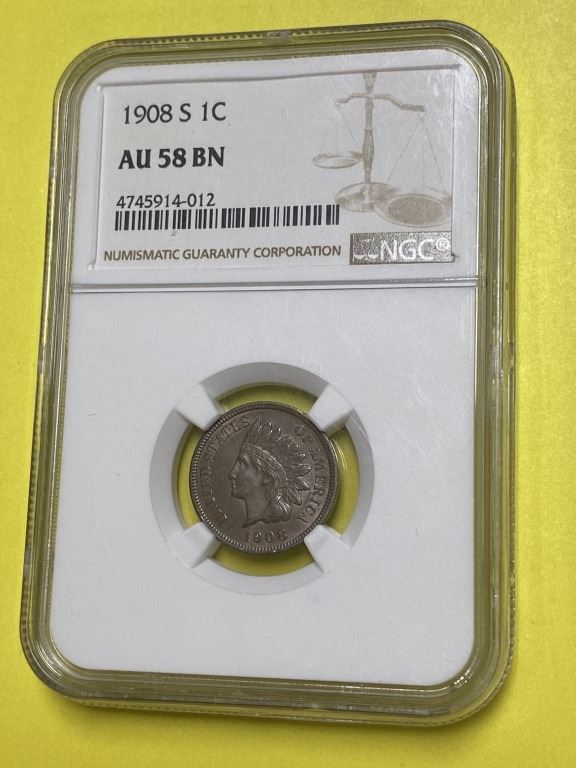 1908 S 1C
AU 58 BN
4745914-012
NUMISMATIC GUARANTY CORPORATION
NGC®
UNITED STATES OF AMERICA
1908